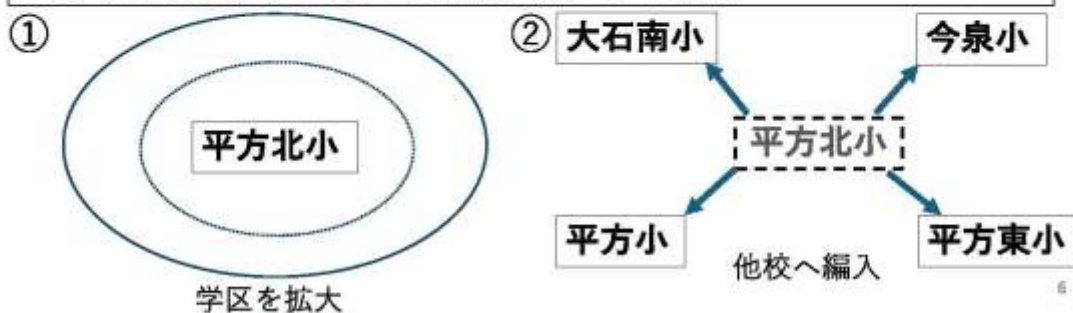 ①
平方北小
学区を拡大
②
大石南小
今泉小
平方北小
平方小
平方東小
他校へ編入
6